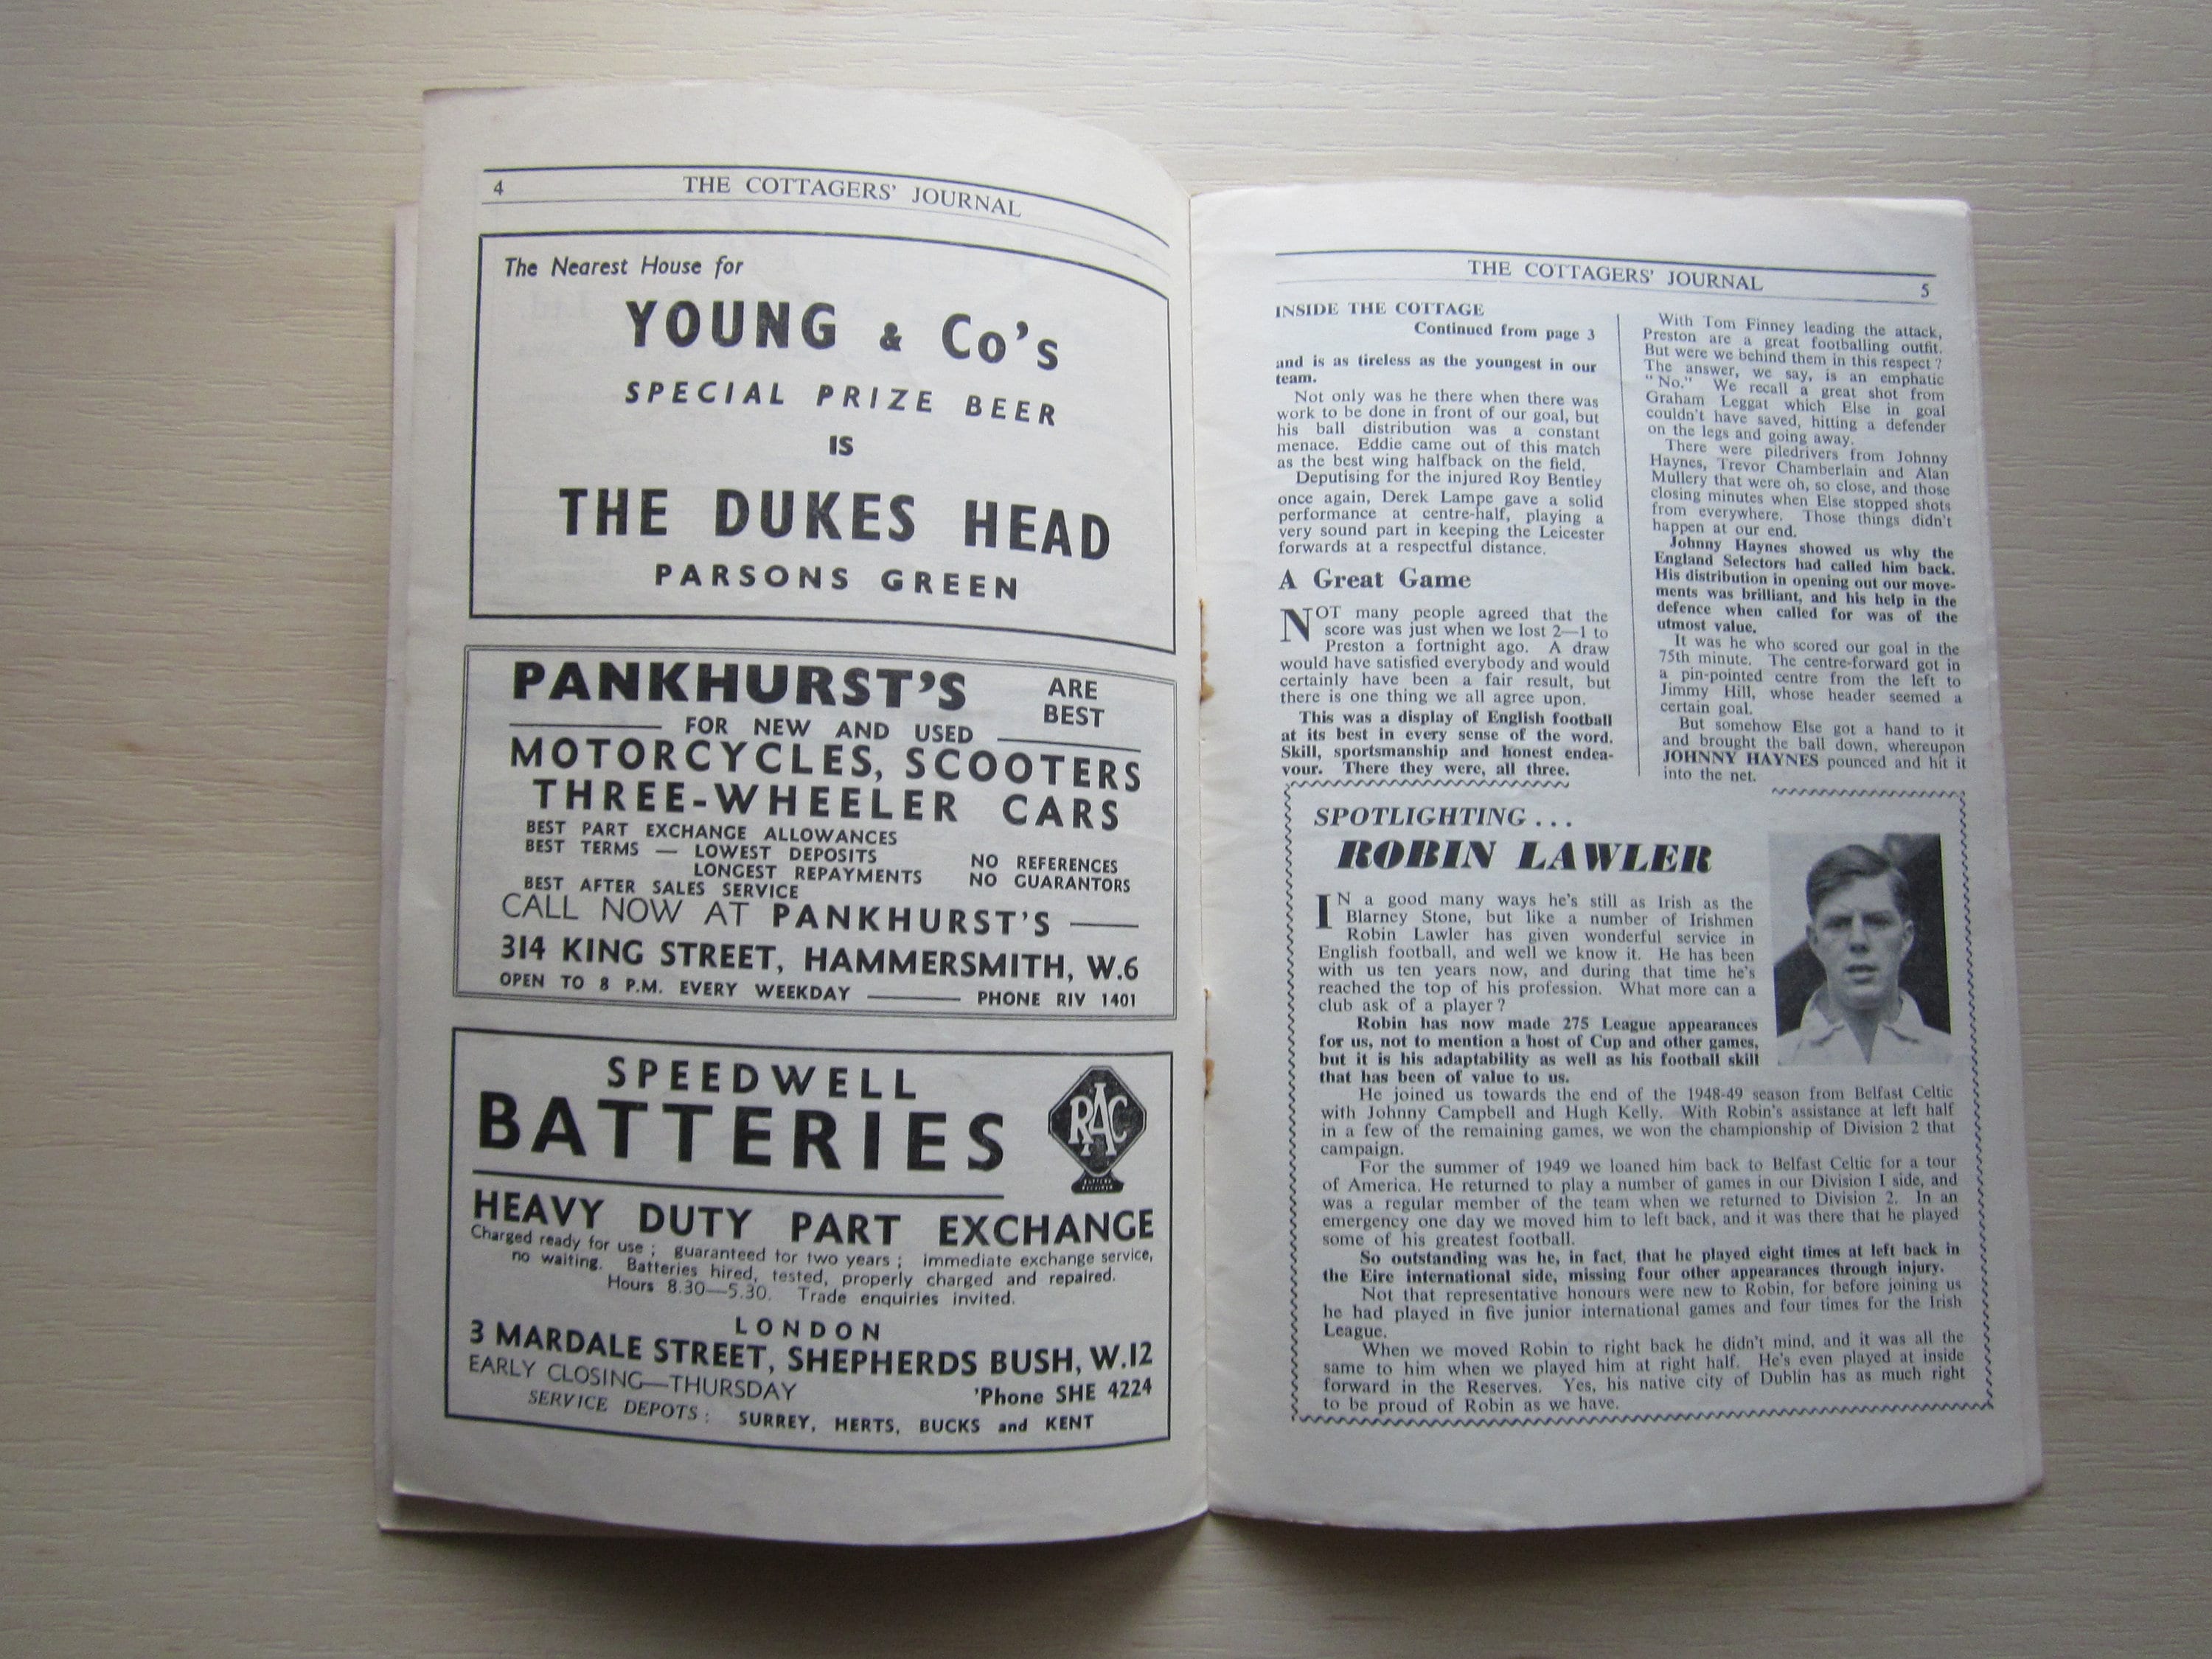 4
THE COTTAGERS' JOURNAL
The Nearest House for
YOUNG & Co's
SPECIAL PRIZE BEER
IS
THE DUKES HEAD
PARSONS GREEN
PANKHURST'S ARE
BEST
FOR NEW AND USED
MOTORCYCLES, SCOOTERS
THREE-WHEELER CARS
BEST PART EXCHANGE ALLOWANCES
BEST TERMS — LOWEST DEPOSITS
LONGEST REPAYMENTS
NO REFERENCES
NO GUARANTORS
BEST AFTER SALES SERVICE
CALL NOW AT PANKHURST'S
314 KING STREET, HAMMERSMITH, W.6
OPEN TO 8 P.M. EVERY WEEKDAY PHONE RIV 1401
SPEEDWELL
BATTERIES
RAC
HEAVY DUTY PART EXCHANGE
Charged ready for use ; guaranteed for two years ; immediate exchange service,
no waiting. Batteries hired, tested, properly charged and repaired.
Hours 8.30—5.30. Trade enquiries invited.
LONDON
3 MARDALE STREET, SHEPHERDS BUSH, W.12
EARLY CLOSING—THURSDAY 'Phone SHE 4224
SERVICE DEPOTS : SURREY, HERTS, BUCKS and KENT
THE COTTAGERS' JOURNAL
5
INSIDE THE COTTAGE
Continued from page 3
and is as tireless as the youngest in our
team.
Not only was he there when there was
work to be done in front of our goal, but
his ball distribution was a constant
menace. Eddie came out of this match
as the best wing halfback on the field.
Deputising for the injured Roy Bentley
once again, Derek Lampe gave a solid
performance at centre-half, playing a
very sound part in keeping the Leicester
forwards at a respectful distance.
A Great Game
NOT many people agreed that the
score was just when we lost 2—1 to
Preston a fortnight ago. A draw
would have satisfied everybody and would
certainly have been a fair result, but
there is one thing we all agree upon.
This was a display of English football
at its best in every sense of the word.
Skill, sportsmanship and honest endea-
vour. There they were, all three.
With Tom Finney leading the attack,
Preston are a great footballing outfit.
But were we behind them in this respect ?
The answer, we say, is an emphatic
" No." We recall a great shot from
Graham Leggat which Else in goal
couldn't have saved, hitting a defender
on the legs and going away.
There were piledrivers from Johnny
Haynes, Trevor Chamberlain and Alan
Mullery that were oh, so close, and those
closing minutes when Else stopped shots
from everywhere. Those things didn't
happen at our end.
Johnny Haynes showed us why the
England Selectors had called him back.
His distribution in opening out our move-
ments was brilliant, and his help in the
defence when called for was of the
utmost value.
It was he who scored our goal in the
75th minute. The centre-forward got in
a pin-pointed centre from the left to
Jimmy Hill, whose header seemed a
certain goal.
But somehow Else got a hand to it
and brought the ball down, whereupon
JOHNNY HAYNES pounced and hit it
into the net.
SPOTLIGHTING . . .
ROBIN LAWLER
IN a good many ways he's still as Irish as the
Blarney Stone, but like a number of Irishmen
Robin Lawler has given wonderful service in
English football, and well we know it. He has been
with us ten years now, and during that time he's
reached the top of his profession. What more can a
club ask of a player ?
Robin has now made 275 League appearances
for us, not to mention a host of Cup and other games,
but it is his adaptability as well as his football skill
that has been of value to us.
He joined us towards the end of the 1948-49 season from Belfast Celtic
with Johnny Campbell and Hugh Kelly. With Robin's assistance at left half
in a few of the remaining games, we won the championship of Division 2 that
campaign.
For the summer of 1949 we loaned him back to Belfast Celtic for a tour
of America. He returned to play a number of games in our Division 1 side, and
was a regular member of the team when we returned to Division 2. In an
emergency one day we moved him to left back, and it was there that he played
some of his greatest football.
So outstanding was he, in fact, that he played eight times at left back in
the Eire international side, missing four other appearances through injury.
Not that representative honours were new to Robin, for before joining us
he had played in five junior international games and four times for the Irish
League.
When we moved Robin to right back he didn't mind, and it was all the
same to him when we played him at right half. He's even played at inside
forward in the Reserves. Yes, his native city of Dublin has as much right
to be proud of Robin as we have.